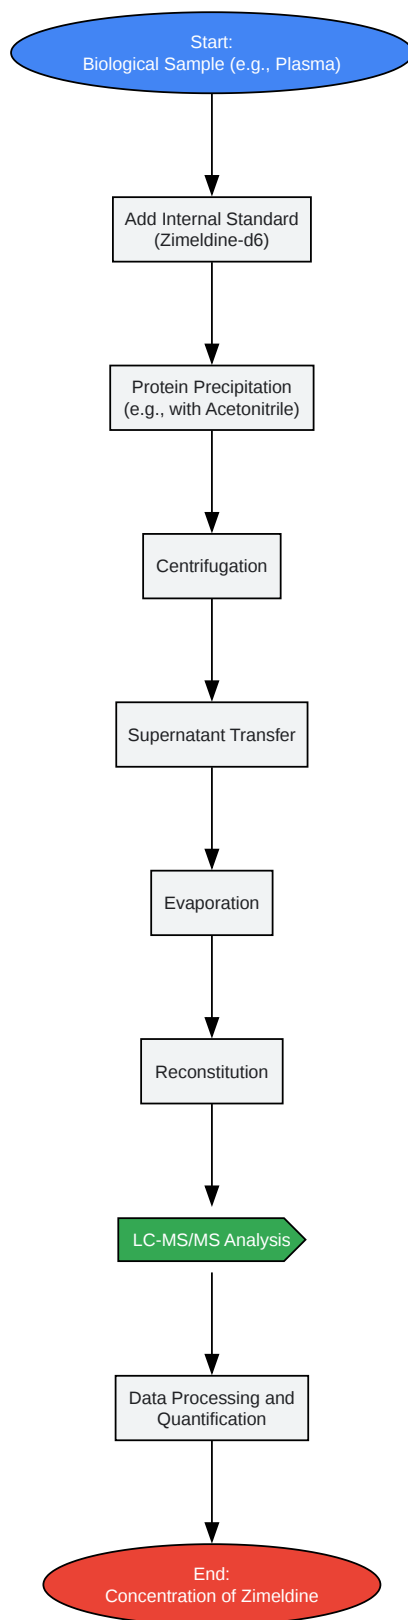 Start:
Biological Sample (e.g., Plasma)
Add Internal Standard
(Zimeldine-d6)
Protein Precipitation
(e.g., with Acetonitrile)
Centrifugation
Supernatant Transfer
Evaporation
Reconstitution
LC-MS/MS Analysis
Data Processing and
Quantification
End:
Concentration of Zimeldine